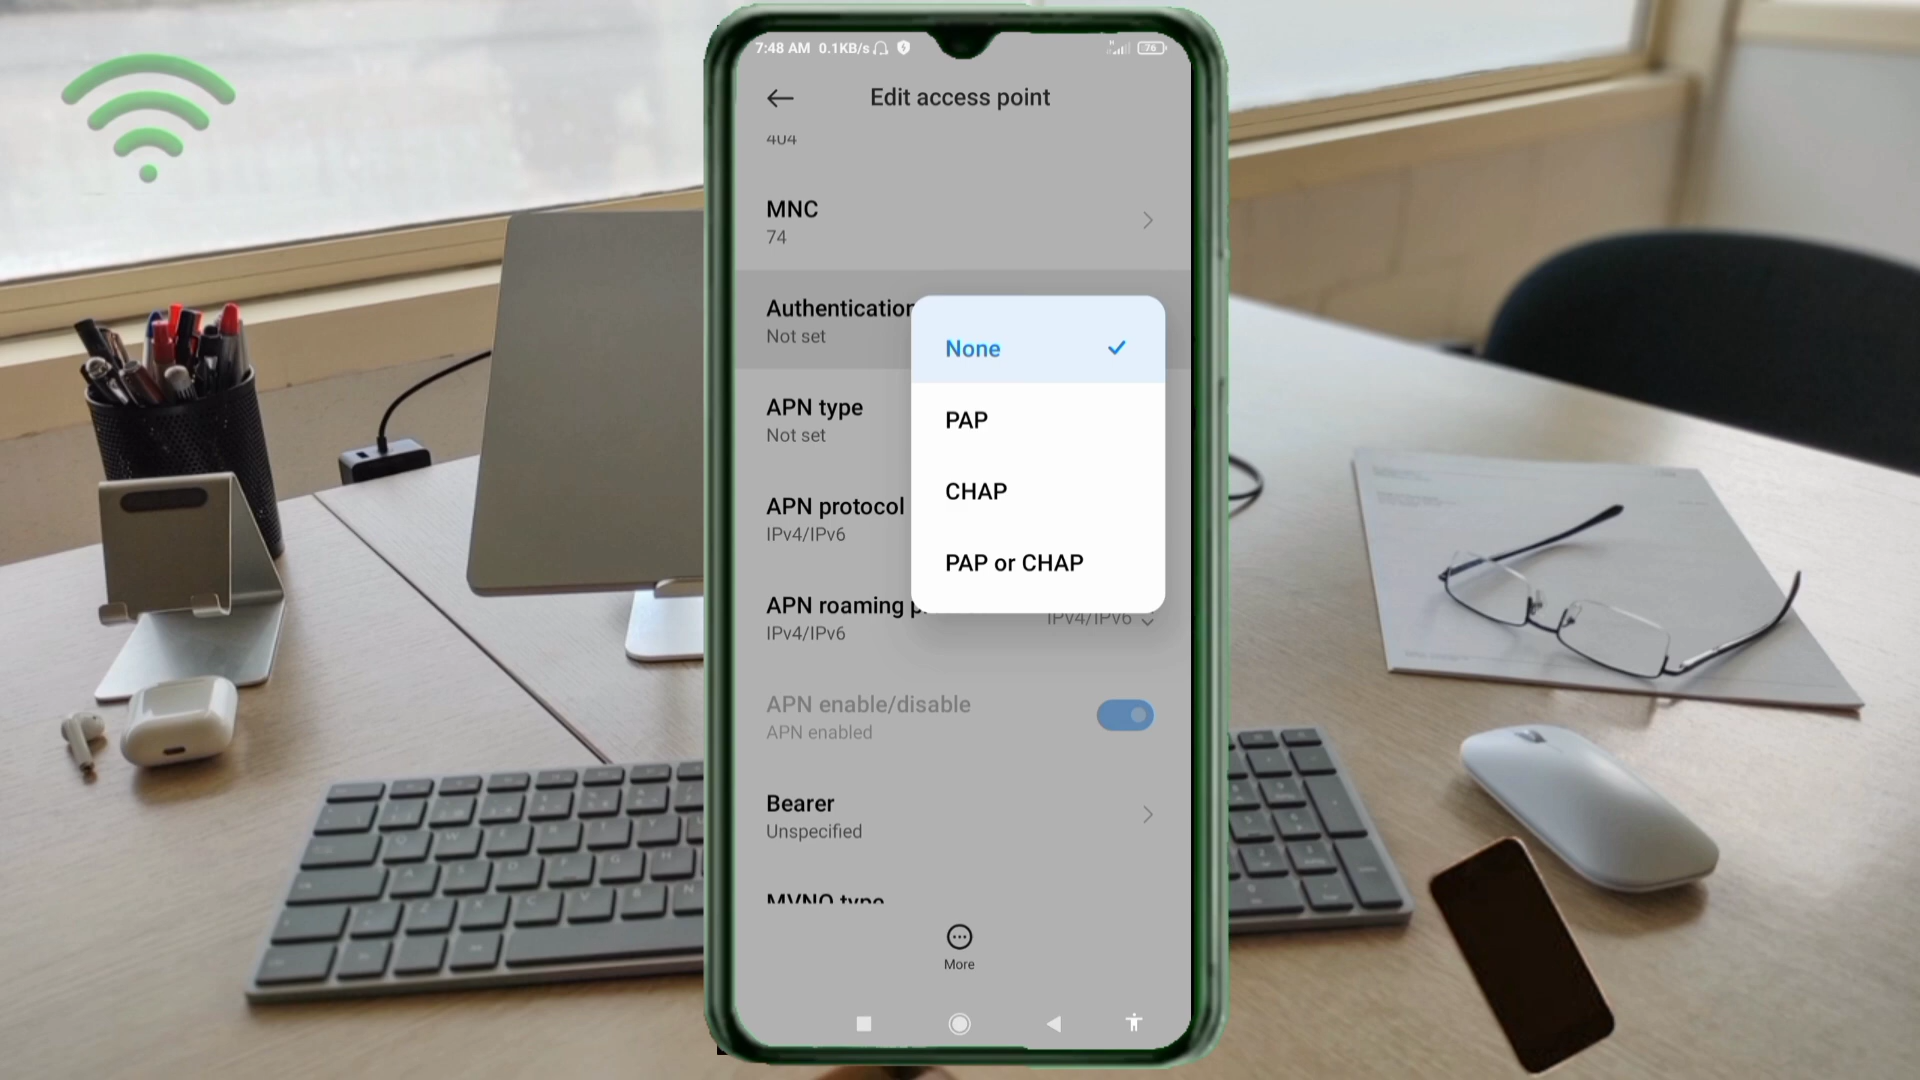 7:48 AM 0.1KB/s
76
Edit access point
404
MNC
74
Authentication
Not set
None
PAP
CHAP
PAP or CHAP
APN type
Not set
APN protocol
IPv4/IPv6
APN roaming p
IPv4/IPv6
IPv4/IPv6
APN enable/disable
APN enabled
Bearer
Unspecified
MVNO type
More